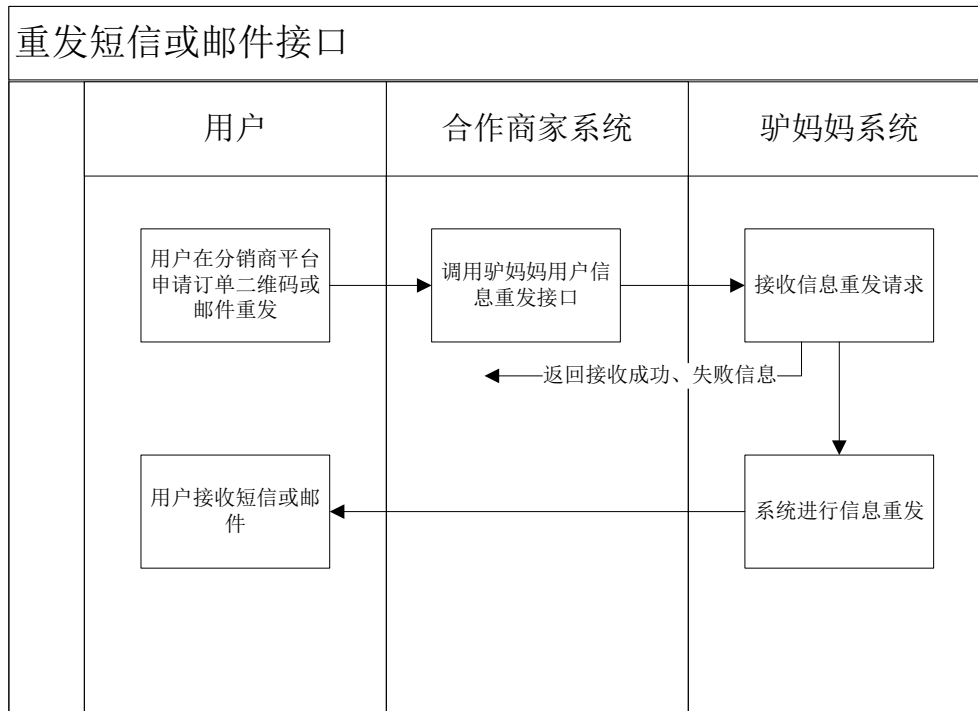 重发短信或邮件接口
用户
合作商家系统
驴妈妈系统
用户在分销商平台
申请订单二维码或
邮件重发
调用驴妈妈用户信
息重发接口
接收信息重发请求
返回接收成功、失败信息
用户接收短信或邮
件
系统进行信息重发